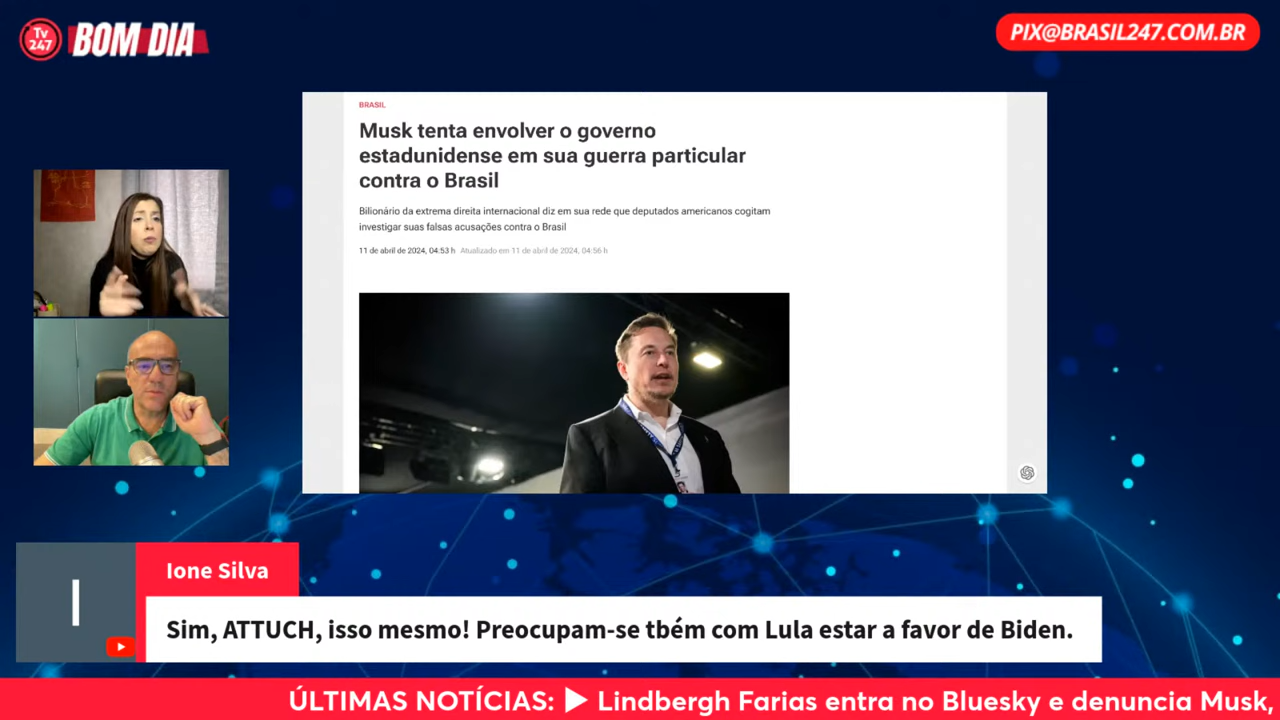 Tv 247 BOM DIA
PIX@BRASIL247.COM.BR
BRASIL
Musk tenta envolver o governo
estadunidense em sua guerra particular
contra o Brasil
Bilionário da extrema direita internacional diz em sua rede que deputados americanos cogitam
investigar suas falsas acusações contra o Brasil
11 de abril de 2024, 04:53 h Atualizado em 11 de abril de 2024, 04:56 h
I
Ione Silva
Sim, ATTUCH, isso mesmo! Preocupam-se tbém com Lula estar a favor de Biden.
ÚLTIMAS NOTÍCIAS: ▶ Lindbergh Farias entra no Bluesky e denuncia Musk,